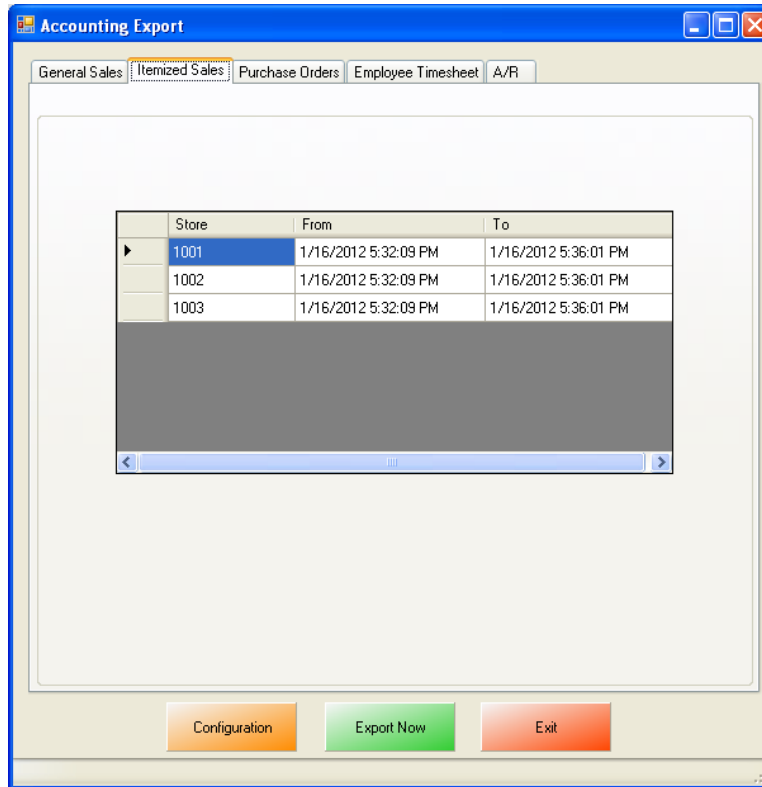 Accounting Export
General Sales Itemized Sales Purchase Orders Employee Timesheet A/R
Store From To
1001 1/16/2012 5:32:09 PM 1/16/2012 5:36:01 PM
1002 1/16/2012 5:32:09 PM 1/16/2012 5:36:01 PM
1003 1/16/2012 5:32:09 PM 1/16/2012 5:36:01 PM
Configuration Export Now Exit